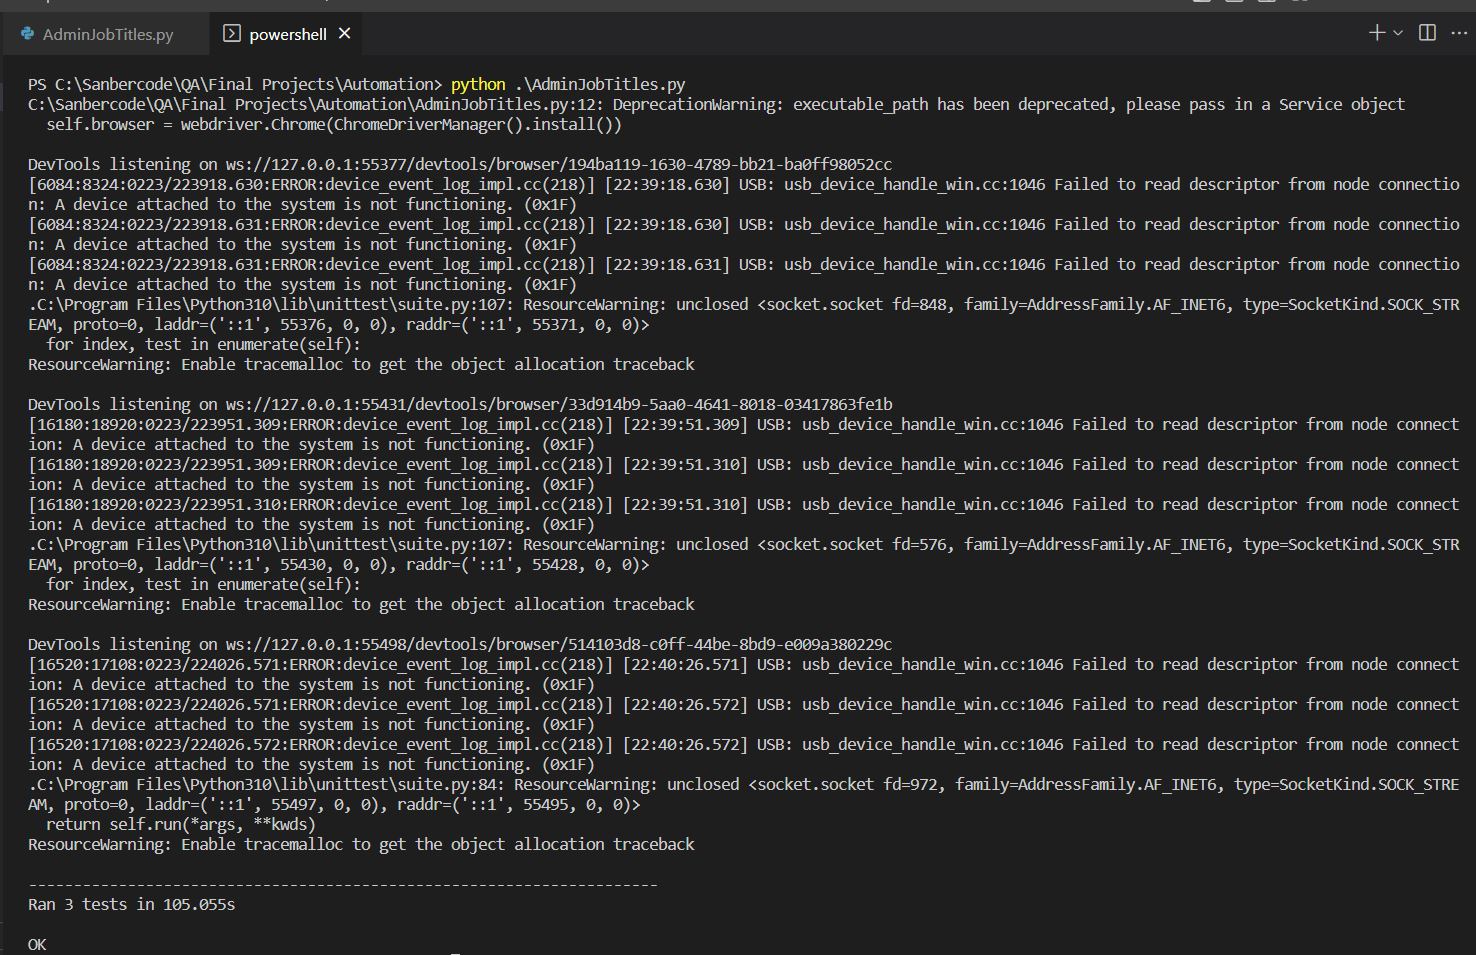 AdminJobTitles.py
powershell
PS C:\Sanbercode\QA\Final Projects\Automation> python .\AdminJobTitles.py
C:\Sanbercode\QA\Final Projects\Automation\AdminJobTitles.py:12: DeprecationWarning: executable_path has been deprecated, please pass in a Service object
  self.browser = webdriver.Chrome(ChromeDriverManager().install())
DevTools listening on ws://127.0.0.1:55377/devtools/browser/194ba119-1630-4789-bb21-ba0ff98052cc
[6084:8324:0223/223918.630:ERROR:device_event_log_impl.cc(218)] [22:39:18.630] USB: usb_device_handle_win.cc:1046 Failed to read descriptor from node connectio
n: A device attached to the system is not functioning. (0x1F)
[6084:8324:0223/223918.631:ERROR:device_event_log_impl.cc(218)] [22:39:18.630] USB: usb_device_handle_win.cc:1046 Failed to read descriptor from node connectio
n: A device attached to the system is not functioning. (0x1F)
[6084:8324:0223/223918.631:ERROR:device_event_log_impl.cc(218)] [22:39:18.631] USB: usb_device_handle_win.cc:1046 Failed to read descriptor from node connectio
n: A device attached to the system is not functioning. (0x1F)
.C:\Program Files\Python310\lib\unittest\suite.py:107: ResourceWarning: unclosed <socket.socket fd=848, family=AddressFamily.AF_INET6, type=SocketKind.SOCK_STR
EAM, proto=0, laddr=('::1', 55376, 0, 0), raddr=('::1', 55371, 0, 0)>
  for index, test in enumerate(self):
ResourceWarning: Enable tracemalloc to get the object allocation traceback
DevTools listening on ws://127.0.0.1:55431/devtools/browser/33d914b9-5aa0-4641-8018-03417863fe1b
[16180:18920:0223/223951.309:ERROR:device_event_log_impl.cc(218)] [22:39:51.309] USB: usb_device_handle_win.cc:1046 Failed to read descriptor from node connect
ion: A device attached to the system is not functioning. (0x1F)
[16180:18920:0223/223951.309:ERROR:device_event_log_impl.cc(218)] [22:39:51.310] USB: usb_device_handle_win.cc:1046 Failed to read descriptor from node connect
ion: A device attached to the system is not functioning. (0x1F)
[16180:18920:0223/223951.310:ERROR:device_event_log_impl.cc(218)] [22:39:51.310] USB: usb_device_handle_win.cc:1046 Failed to read descriptor from node connect
ion: A device attached to the system is not functioning. (0x1F)
.C:\Program Files\Python310\lib\unittest\suite.py:107: ResourceWarning: unclosed <socket.socket fd=576, family=AddressFamily.AF_INET6, type=SocketKind.SOCK_STR
EAM, proto=0, laddr=('::1', 55430, 0, 0), raddr=('::1', 55428, 0, 0)>
  for index, test in enumerate(self):
ResourceWarning: Enable tracemalloc to get the object allocation traceback
DevTools listening on ws://127.0.0.1:55498/devtools/browser/514103d8-c0ff-44be-8bd9-e009a380229c
[16520:17108:0223/224026.571:ERROR:device_event_log_impl.cc(218)] [22:40:26.571] USB: usb_device_handle_win.cc:1046 Failed to read descriptor from node connect
ion: A device attached to the system is not functioning. (0x1F)
[16520:17108:0223/224026.571:ERROR:device_event_log_impl.cc(218)] [22:40:26.572] USB: usb_device_handle_win.cc:1046 Failed to read descriptor from node connect
ion: A device attached to the system is not functioning. (0x1F)
[16520:17108:0223/224026.572:ERROR:device_event_log_impl.cc(218)] [22:40:26.572] USB: usb_device_handle_win.cc:1046 Failed to read descriptor from node connect
ion: A device attached to the system is not functioning. (0x1F)
.C:\Program Files\Python310\lib\unittest\suite.py:84: ResourceWarning: unclosed <socket.socket fd=972, family=AddressFamily.AF_INET6, type=SocketKind.SOCK_STRE
AM, proto=0, laddr=('::1', 55497, 0, 0), raddr=('::1', 55495, 0, 0)>
  return self.run(*args, **kwds)
ResourceWarning: Enable tracemalloc to get the object allocation traceback
----------------------------------------------------------------------
Ran 3 tests in 105.055s
OK